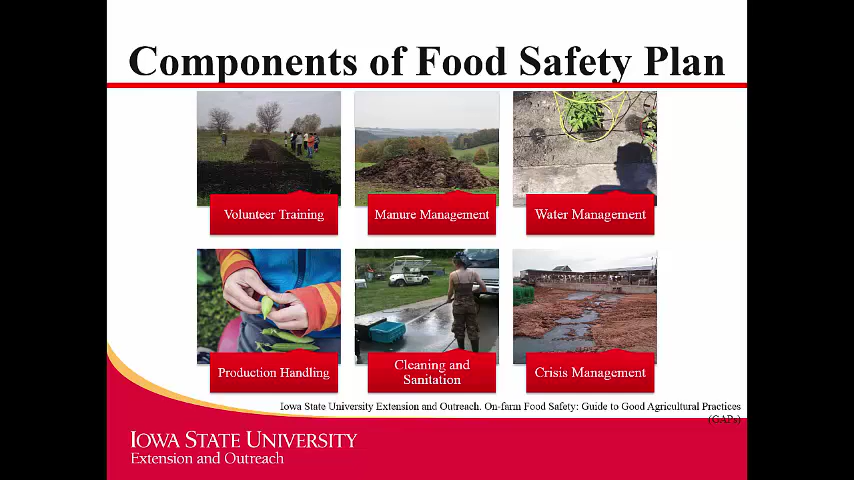 Components of Food Safety Plan
Volunteer Training
Manure Management
Water Management
Production Handling
Cleaning and
Sanitation
Crisis Management
Iowa State University Extension and Outreach. On-farm Food Safety: Guide to Good Agricultural Practices
(GAPs)
IOWA STATE UNIVERSITY
Extension and Outreach